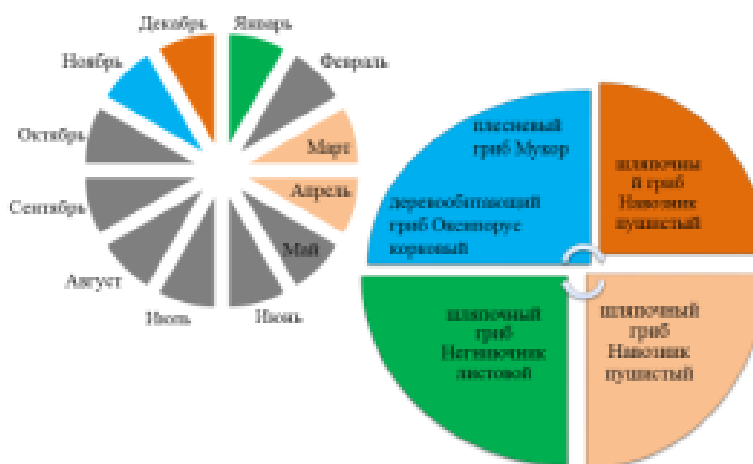 Декабрь
Январь
Ноябрь
Февраль
Октябрь
Март
Сентябрь
Апрель
Август
Май
Июль
Июнь
плесневый
гриб Мукор
деревообитающий
гриб Оксипорус
корковый
шляпочны
й гриб
Навозник
пушистый
шляпочный
гриб
Негниючник
листовой
шляпочный
гриб
Навозник
пушистый